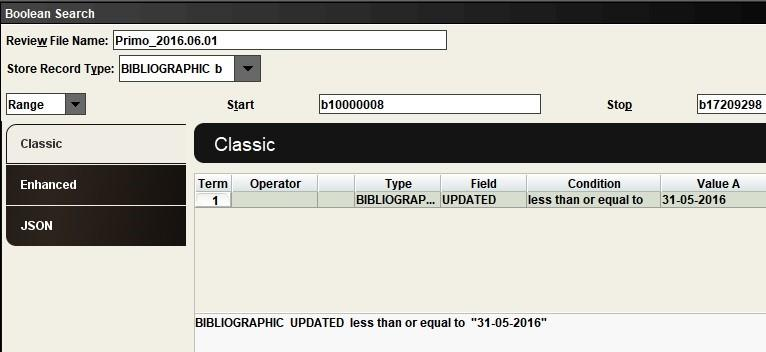 Boolean Search
Review File Name: Primo_2016.06.01
Store Record Type: BIBLIOGRAPHIC b
Range Start b10000008 Stop b17209298
Classic
Classic
Term Operator Type Field Condition Value A
Enhanced
1 BIBLIOGRAP... UPDATED less than or equal to 31-05-2016
JSON
BIBLIOGRAPHIC UPDATED less than or equal to "31-05-2016"